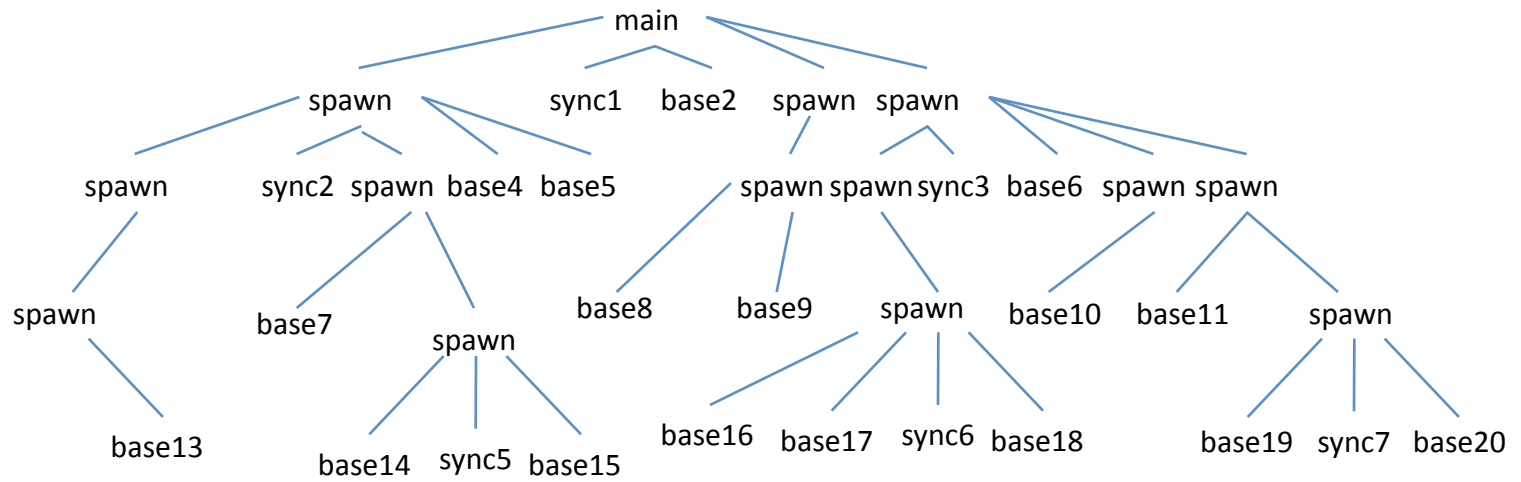 main
spawn sync1 base2 spawn spawn
spawn sync2 spawn base4 base5 spawn spawn sync3 base6 spawn spawn
spawn base7 spawn base8 base9 spawn base10 base11 spawn
base13 base14 sync5 base15 base16 base17 sync6 base18 base19 sync7 base20